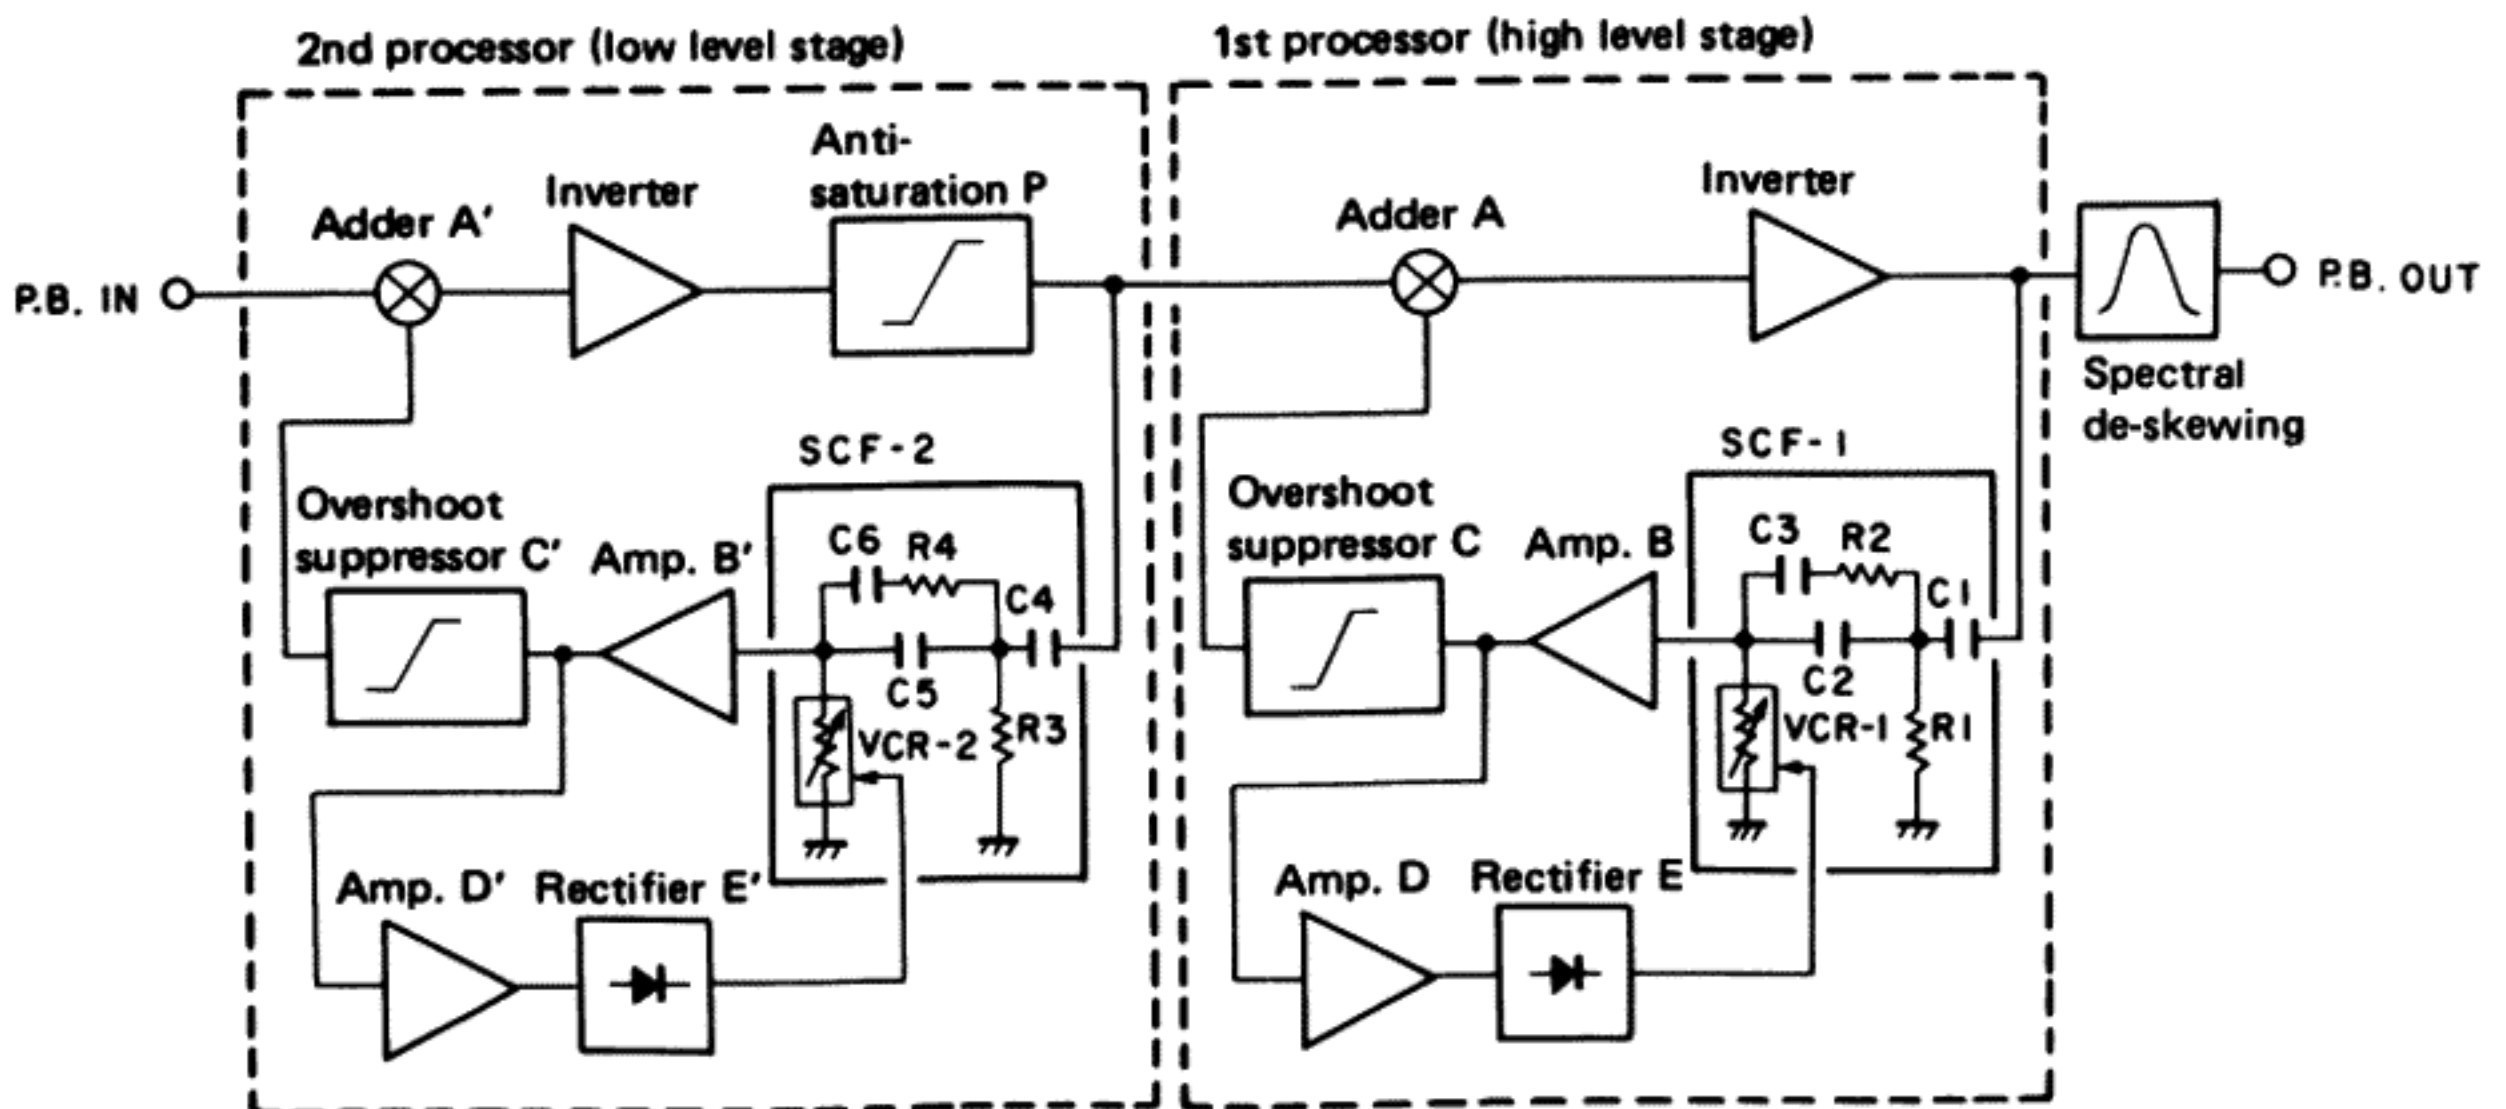 2nd processor (low level stage)
1st processor (high level stage)
Anti-
saturation P
Inverter
Adder A'
P.B. IN
Inverter
Adder A
P.B. OUT
Spectral
de-skewing
SCF-2
Overshoot
suppressor C'
Amp. B'
C6
R4
C4
C5
VCR-2
R3
Amp. D'
Rectifier E'
SCF-1
Overshoot
suppressor C
Amp. B
C3
R2
C1
C2
VCR-1
R1
Amp. D
Rectifier E